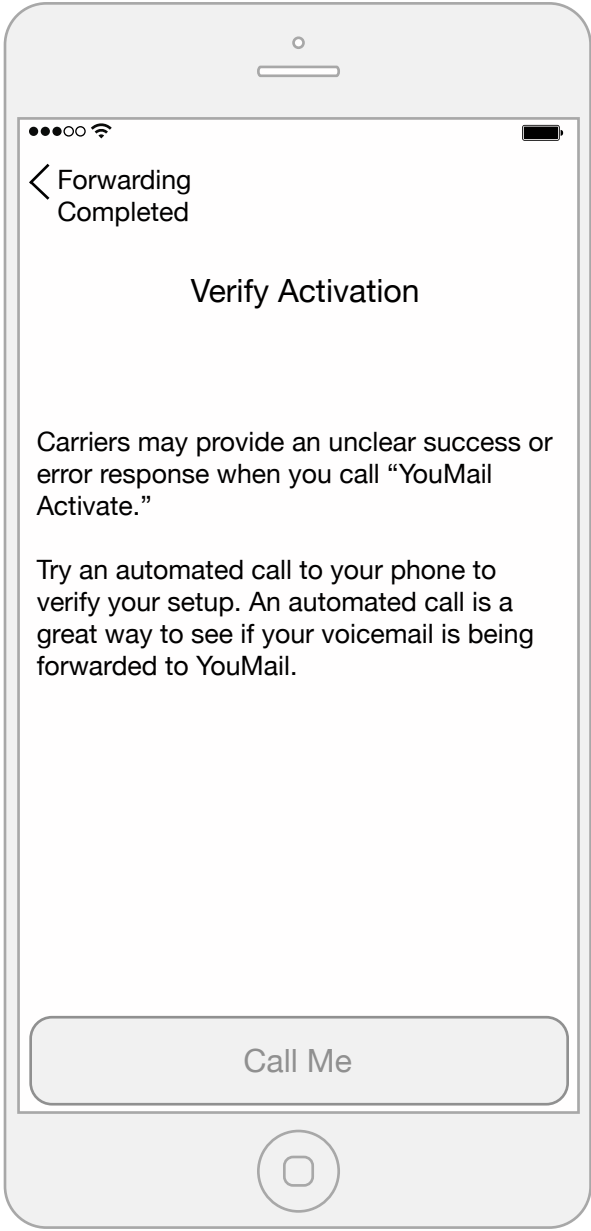 Forwarding
Completed
Verify Activation
Carriers may provide an unclear success or
error response when you call “YouMail
Activate.”
Try an automated call to your phone to
verify your setup. An automated call is a
great way to see if your voicemail is being
forwarded to YouMail.
Call Me